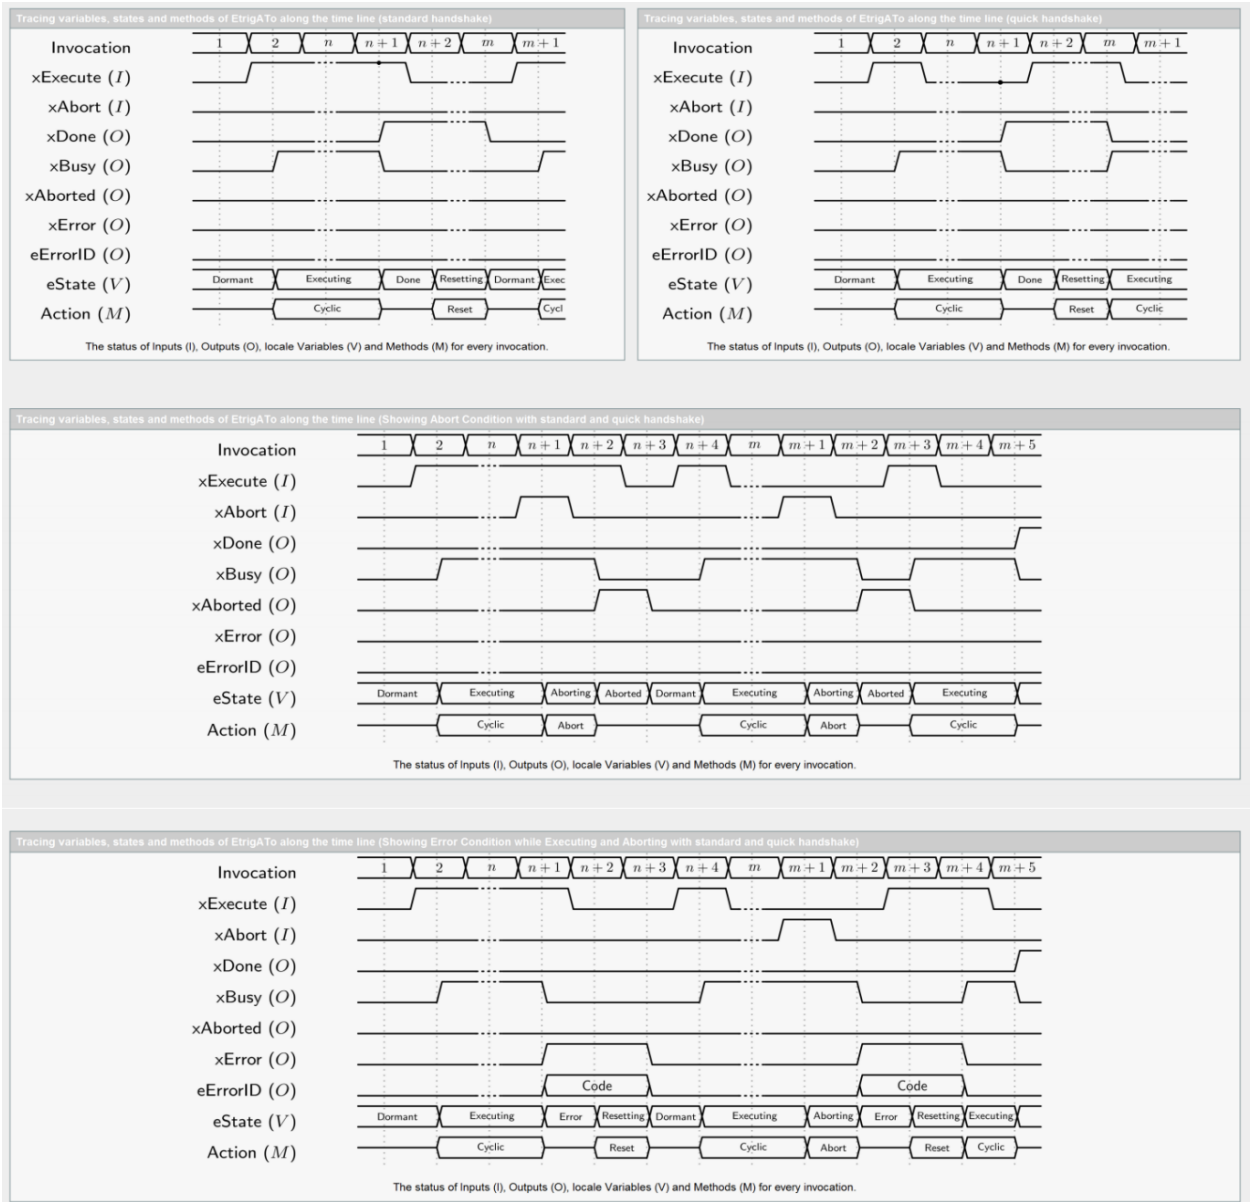 Tracing variables, states and methods of EtrigATo along the time line (standard handshake)
Invocation 1 2 n n + 1 n + 2 m m + 1
xExecute (I)
xAbort (I)
xDone (O)
xBusy (O)
xAborted (O)
xError (O)
eErrorID (O)
eState (V) Dormant Executing Done Resetting Dormant Exec
Action (M) Cyclic Reset Cycl
The status of Inputs (I), Outputs (O), locale Variables (V) and Methods (M) for every invocation.
Tracing variables, states and methods of EtrigATo along the time line (quick handshake)
Invocation 1 2 n n + 1 n + 2 m m + 1
xExecute (I)
xAbort (I)
xDone (O)
xBusy (O)
xAborted (O)
xError (O)
eErrorID (O)
eState (V) Dormant Executing Done Resetting Executing
Action (M) Cyclic Reset Cyclic
The status of Inputs (I), Outputs (O), locale Variables (V) and Methods (M) for every invocation.
Tracing variables, states and methods of EtrigATo along the time line (Showing Abort Condition with standard and quick handshake)
Invocation 1 2 n n + 1 n + 2 n + 3 n + 4 m m + 1 m + 2 m + 3 m + 4 m + 5
xExecute (I)
xAbort (I)
xDone (O)
xBusy (O)
xAborted (O)
xError (O)
eErrorID (O)
eState (V) Dormant Executing Aborting Aborted Dormant Executing Aborting Aborted Executing
Action (M) Cyclic Abort Cyclic Abort Cyclic
The status of Inputs (I), Outputs (O), locale Variables (V) and Methods (M) for every invocation.
Tracing variables, states and methods of EtrigATo along the time line (Showing Error Condition while Executing and Aborting with standard and quick handshake)
Invocation 1 2 n n + 1 n + 2 n + 3 n + 4 m m + 1 m + 2 m + 3 m + 4 m + 5
xExecute (I)
xAbort (I)
xDone (O)
xBusy (O)
xAborted (O)
xError (O)
eErrorID (O) Code Code
eState (V) Dormant Executing Error Resetting Dormant Executing Aborting Error Resetting Executing
Action (M) Cyclic Reset Cyclic Abort Reset Cyclic
The status of Inputs (I), Outputs (O), locale Variables (V) and Methods (M) for every invocation.